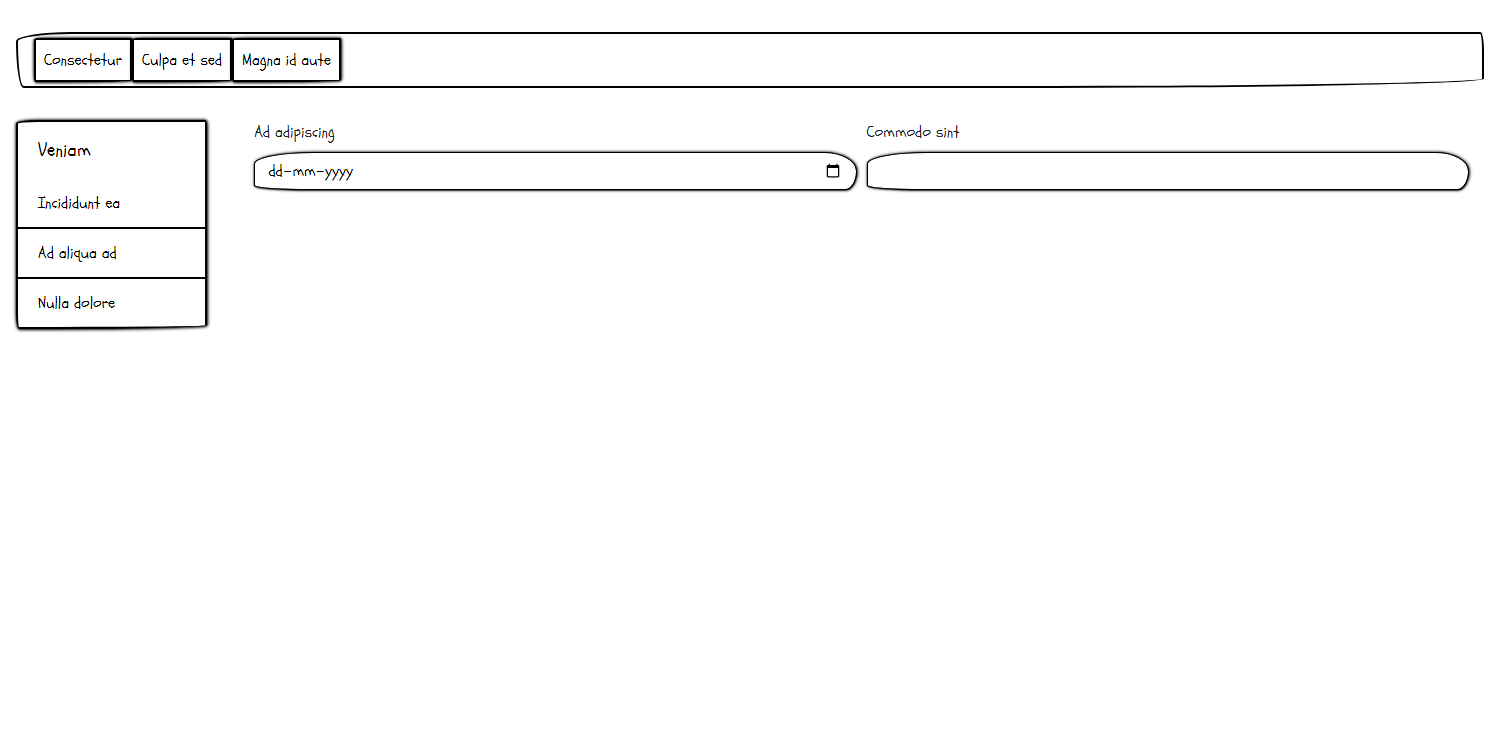 Consectetur Culpa et sed Magna id aute
Veniam
Incididunt ea
Ad aliqua ad
Nulla dolore
Ad adipiscing
dd-mm-yyyy
Commodo sint